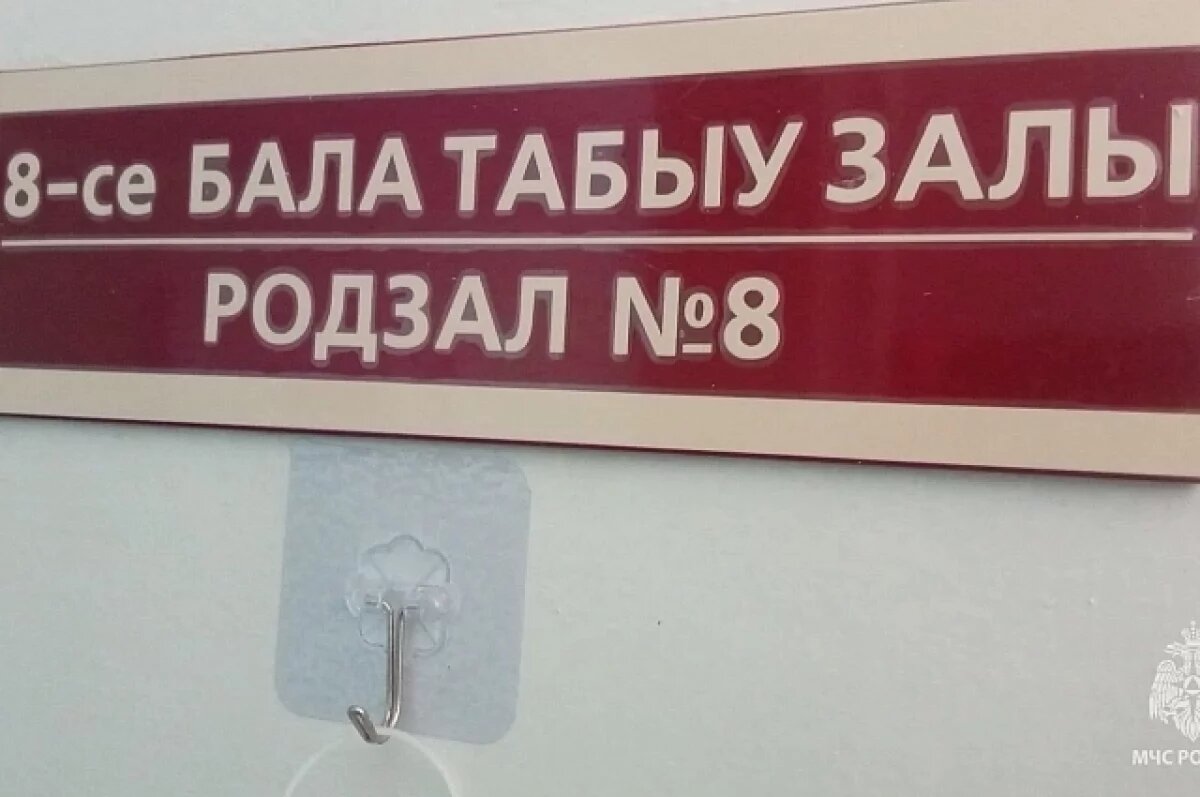 8-се БАЛА ТАБЫУ ЗАЛЫ
РОДЗАЛ №8
МЧС РО